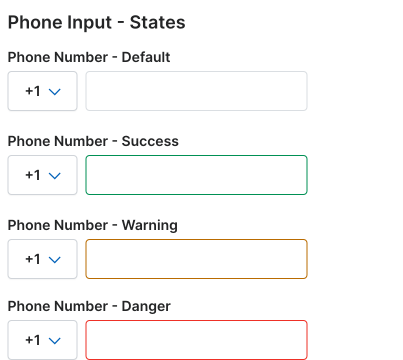 Phone Input - States
Phone Number - Default
+1
Phone Number - Success
+1
Phone Number - Warning
+1
Phone Number - Danger
+1